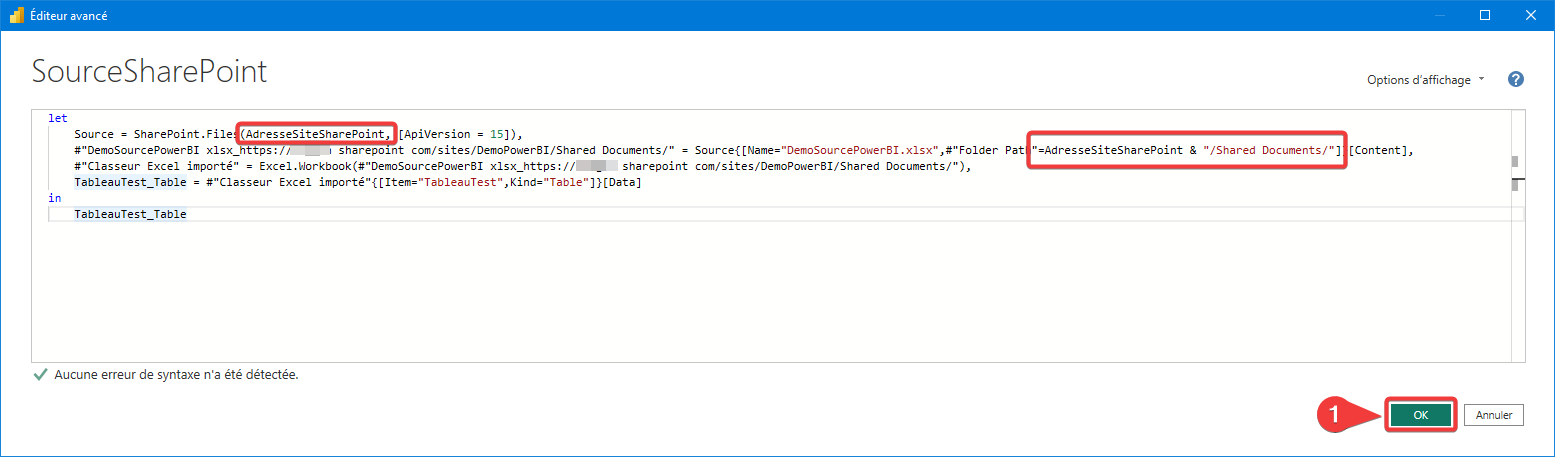 Éditeur avancé
SourceSharePoint
Options d'affichage
?
let
Source = SharePoint.Files(AdresseSiteSharePoint, [ApiVersion = 15]),
#"DemoSourcePowerBI xlsx_https:// sharepoint com/sites/DemoPowerBI/Shared Documents/" = Source{[Name="DemoSourcePowerBI.xlsx",#"Folder Path"=AdresseSiteSharePoint & "/Shared Documents/"]}[Content],
#"Classeur Excel importé" = Excel.Workbook(#"DemoSourcePowerBI xlsx_https:// sharepoint com/sites/DemoPowerBI/Shared Documents/"),
TableauTest_Table = #"Classeur Excel importé"{[Item="TableauTest",Kind="Table"]}[Data]
in
TableauTest_Table
Aucune erreur de syntaxe n'a été détectée.
1
OK
Annuler